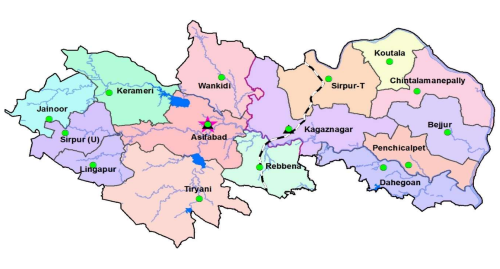 Koutala
Wankidi
Sirpur-T
Chintalamanepally
Kerameri
Jainoor
Sirpur (U)
Asifabad
Kagaznagar
Bejjur
Penchicalpet
Lingapur
Rebbena
Dahegoan
Tiryani